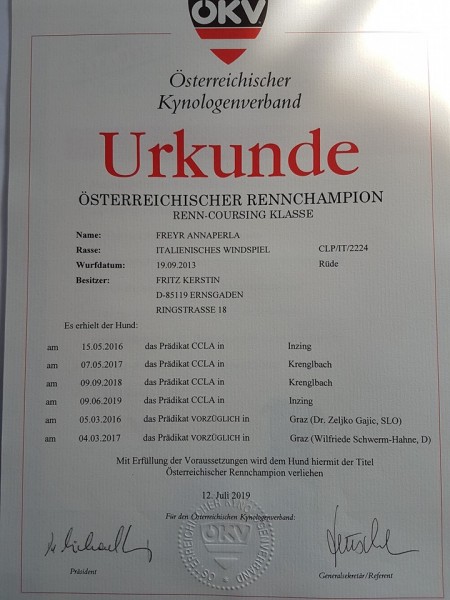 ÖKV
Österreichischer
Kynologenverband
Urkunde
ÖSTERREICHISCHER RENNCHAMPION
RENN-COURSING KLASSE
Name: FREYR ANNAPERLA
Rasse: ITALIENISCHES WINDSPIEL CLP/IT/2224
Wurfdatum: 19.09.2013 Rüde
Besitzer: FRITZ KERSTIN
D-85119 ERNSGADEN
RINGSTRASSE 18
Es erhielt der Hund:
am 15.05.2016 das Prädikat CCLA in Inzing
am 07.05.2017 das Prädikat CCLA in Krenglbach
am 09.09.2018 das Prädikat CCLA in Krenglbach
am 09.06.2019 das Prädikat CCLA in Inzing
am 05.03.2016 das Prädikat VORZÜGLICH in Graz (Dr. Zeljko Gajic, SLO)
am 04.03.2017 das Prädikat VORZÜGLICH in Graz (Wilfriede Schwerm-Hahne, D)
Mit Erfüllung der Voraussetzungen wird dem Hund hiermit der Titel
Österreichischer Rennchampion verliehen
12. Juli 2019
Für den Österreichischen Kynologenverband:
ÖSTERREICHISCHER KYNOLOGENVERBAND
ÖKV
Präsident Generalsekretär/Referent